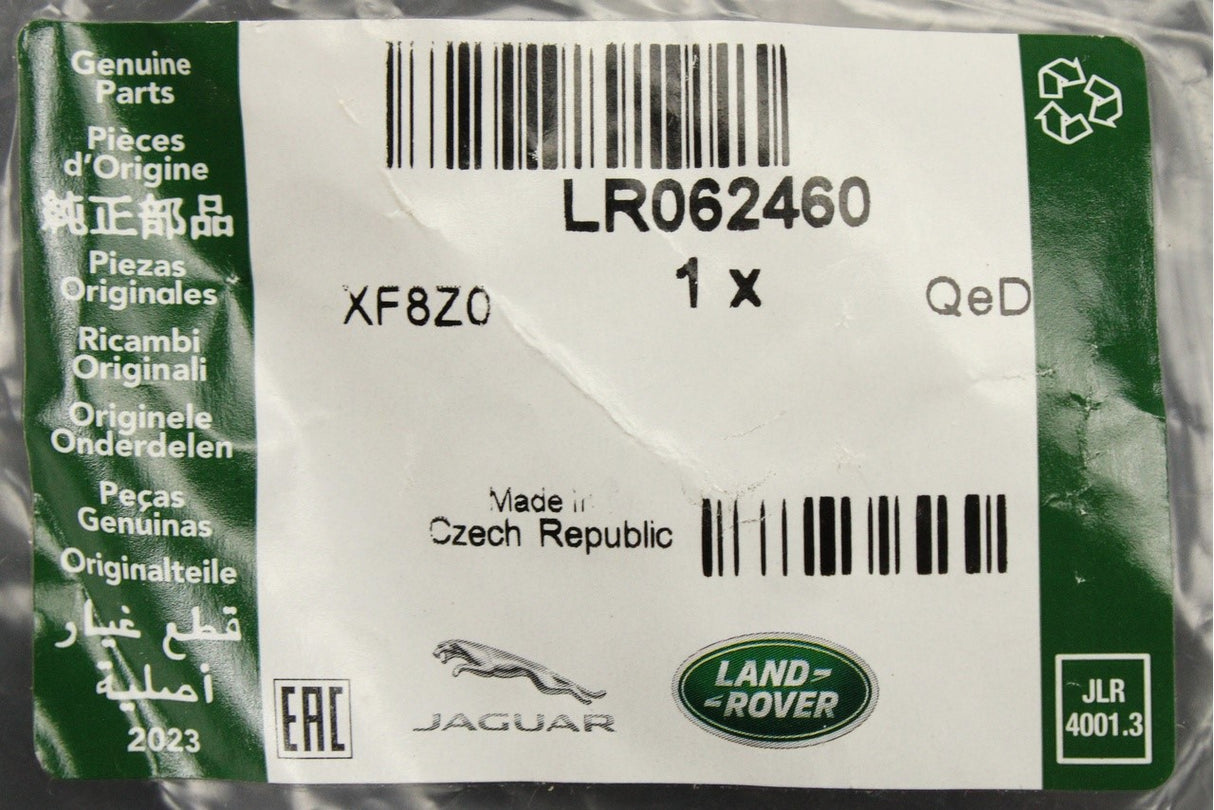 Genuine
Parts
Pièces
d'Origine
純正部品
Piezas
Originales
Ricambi
Originali
Originele
Onderdelen
Peças
Genuinas
Originalteile
قطع غيار
أصلية
2023
LR062460
1 x
XF8Z0
QeD
Made in
Czech Republic
EAC
JAGUAR
LAND-
-ROVER
JLR
4001.3